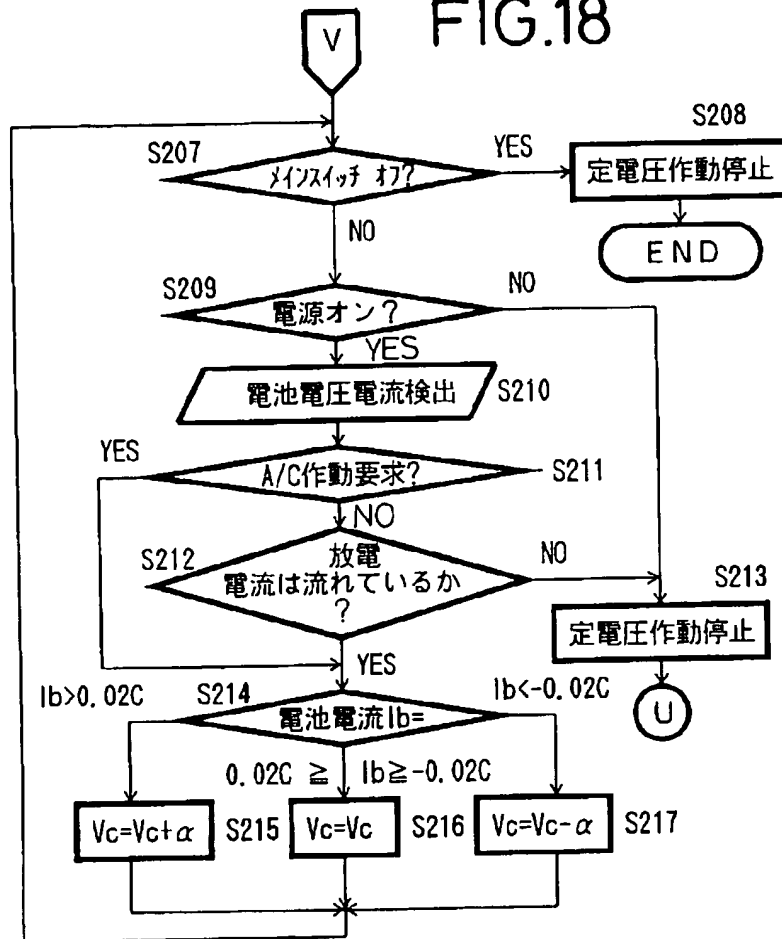 FIG.18
V
S207
メインスイッチ オフ?
YES
S208
定電圧作動停止
END
NO
S209
電源オン?
NO
YES
電池電圧電流検出
S210
YES
A/C作動要求?
S211
NO
S212
放電
電流は流れているか
?
NO
S213
定電圧作動停止
U
YES
Ib>0.02C
S214
電池電流Ib=
Ib<-0.02C
0.02C ≧ Ib≧-0.02C
Vc=Vc+α
S215
Vc=Vc
S216
Vc=Vc-α
S217